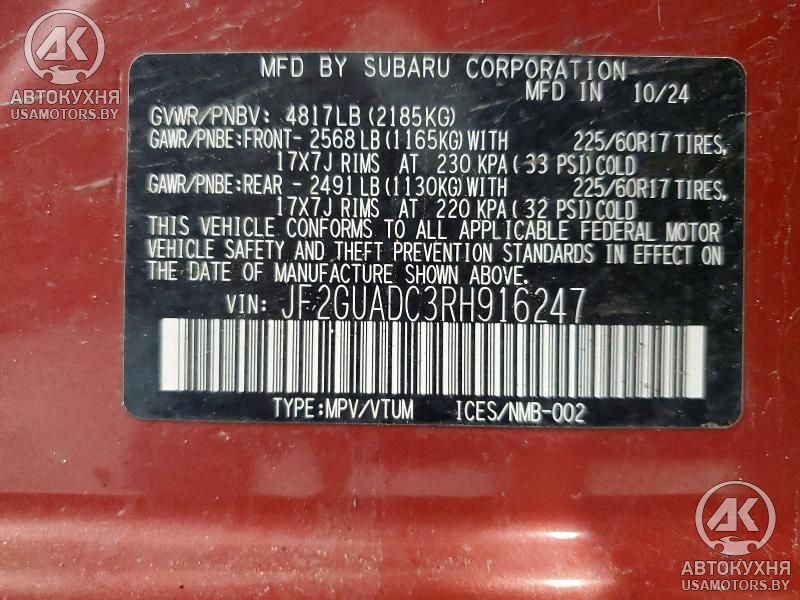 AK
АВТОКУХНЯ
USAMOTORS.BY
MFD BY SUBARU CORPORATION
MFD IN 10/24
GVWR/PNBV: 4817LB(2185KG)
GAWR/PNBE:FRONT- 2568LB(1165KG)WITH 225/60R17 TIRES,
17X7J RIMS AT 230 KPA( 33 PSI)COLD
GAWR/PNBE:REAR - 2491LB(1130KG)WITH 225/60R17 TIRES,
17X7J RIMS AT 220 KPA( 32 PSI)COLD
THIS VEHICLE CONFORMS TO ALL APPLICABLE FEDERAL MOTOR
VEHICLE SAFETY AND THEFT PREVENTION STANDARDS IN EFFECT ON
THE DATE OF MANUFACTURE SHOWN ABOVE.
VIN: JF2GUADC3RH916247
TYPE:MPV/VTUM ICES/NMB-002
AK
АВТОКУХНЯ
USAMOTORS.BY